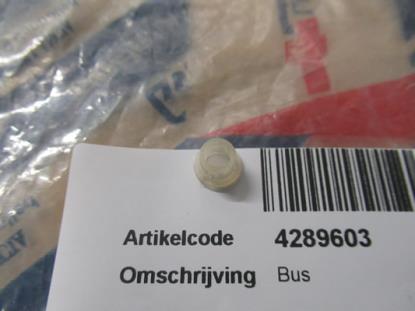 Artikelcode 4289603
Omschrijving Bus